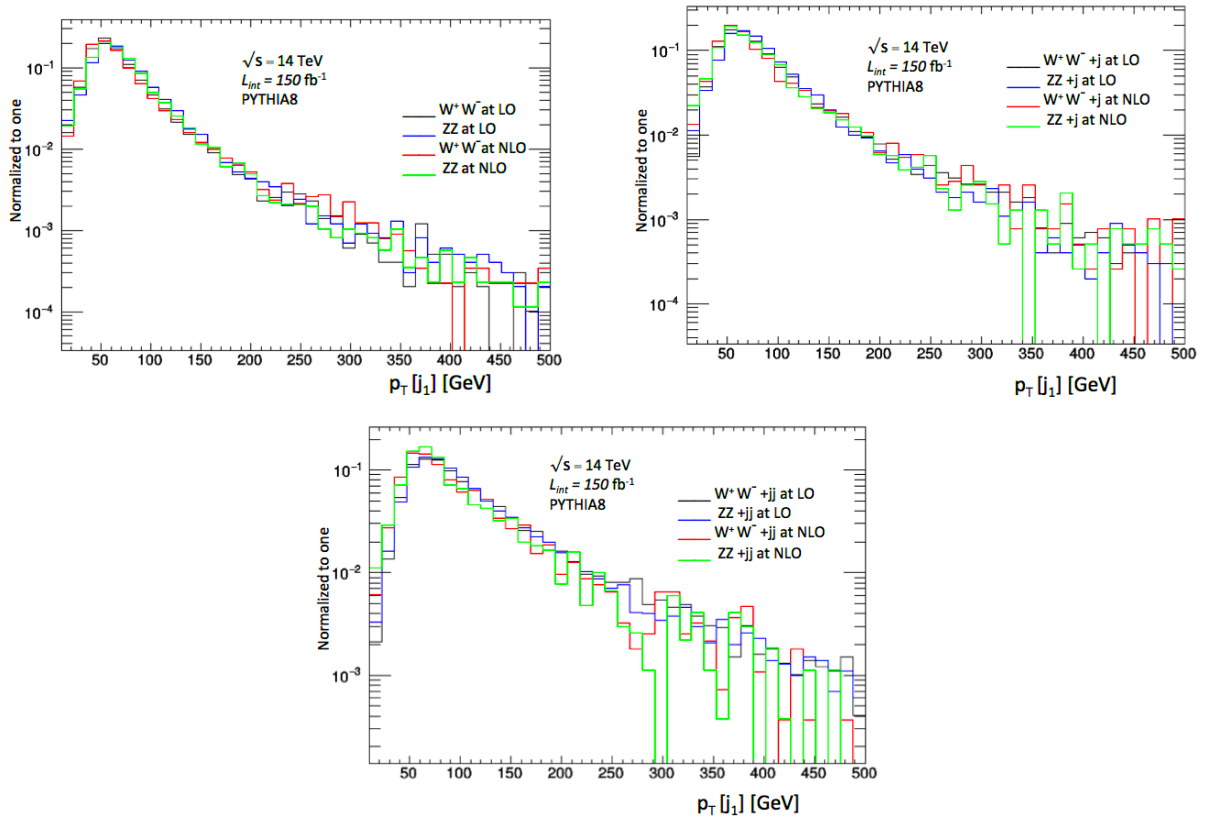 Normalized to one
10⁻¹
10⁻²
10⁻³
10⁻⁴
√s = 14 TeV
L_int = 150 fb⁻¹
PYTHIA8
W⁺ W⁻ at LO
ZZ at LO
W⁺ W⁻ at NLO
ZZ at NLO
50 100 150 200 250 300 350 400 450 500
p_T [j₁] [GeV]
Normalized to one
10⁻¹
10⁻²
10⁻³
10⁻⁴
√s = 14 TeV
L_int = 150 fb⁻¹
PYTHIA8
W⁺ W⁻ +j at LO
ZZ +j at LO
W⁺ W⁻ +j at NLO
ZZ +j at NLO
50 100 150 200 250 300 350 400 450 500
p_T [j₁] [GeV]
Normalized to one
10⁻¹
10⁻²
10⁻³
√s = 14 TeV
L_int = 150 fb⁻¹
PYTHIA8
W⁺ W⁻ +jj at LO
ZZ +jj at LO
W⁺ W⁻ +jj at NLO
ZZ +jj at NLO
50 100 150 200 250 300 350 400 450 500
p_T [j₁] [GeV]